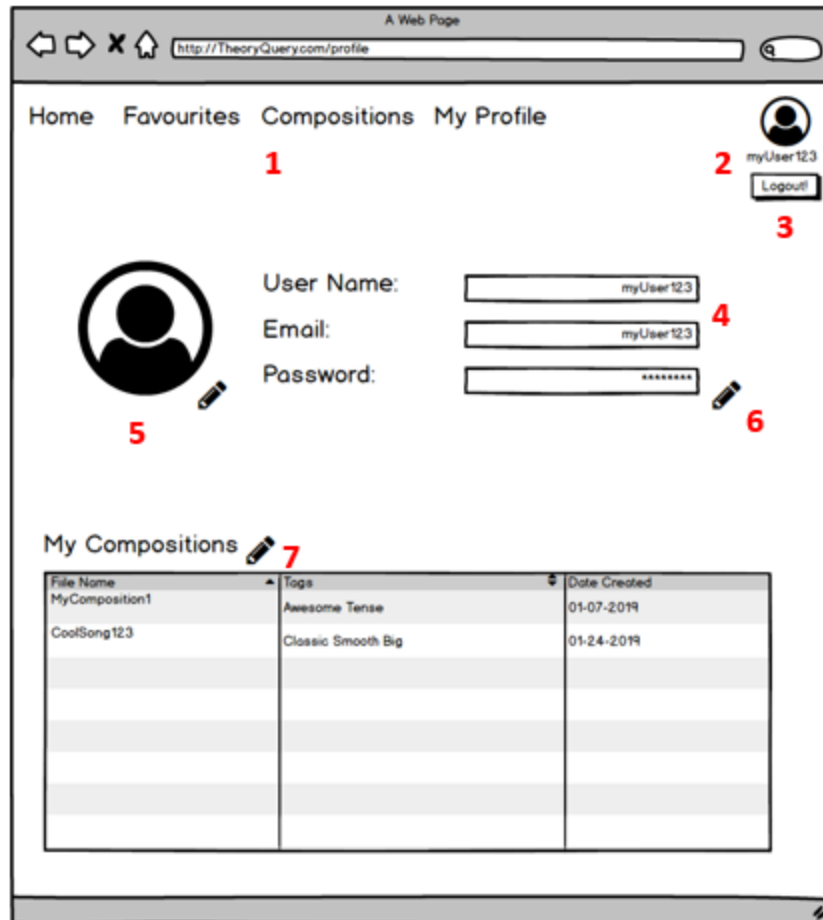 A Web Page
http://TheoryQuery.com/profile
Home Favourites Compositions My Profile
1
2 myUser123
Logout!
3
User Name: myUser123
4
Email: myUser123
Password: ********
5
6
My Compositions 7
File Name Tags Date Created
MyComposition1 Awesome Tense 01-07-2019
CoolSong123 Classic Smooth Big 01-24-2019